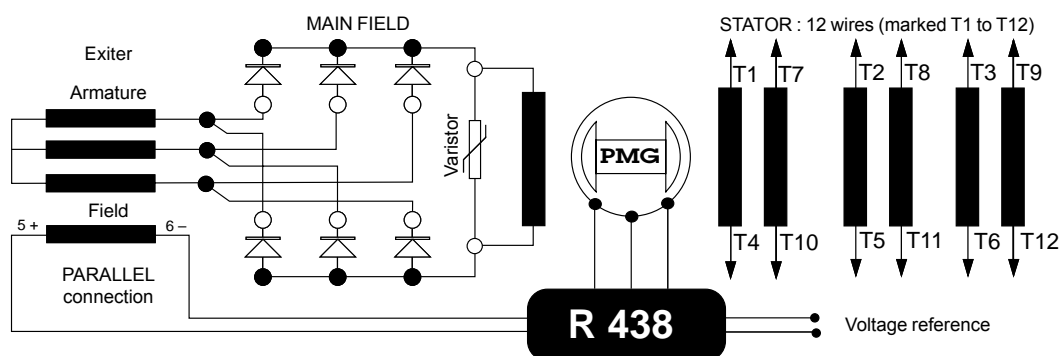 MAIN FIELD
STATOR : 12 wires (marked T1 to T12)
Exiter
Armature
Varistor
PMG
T1 T7 T2 T8 T3 T9
Field
5 + 6 –
T4 T10 T5 T11 T6 T12
PARALLEL
connection
R 438
Voltage reference